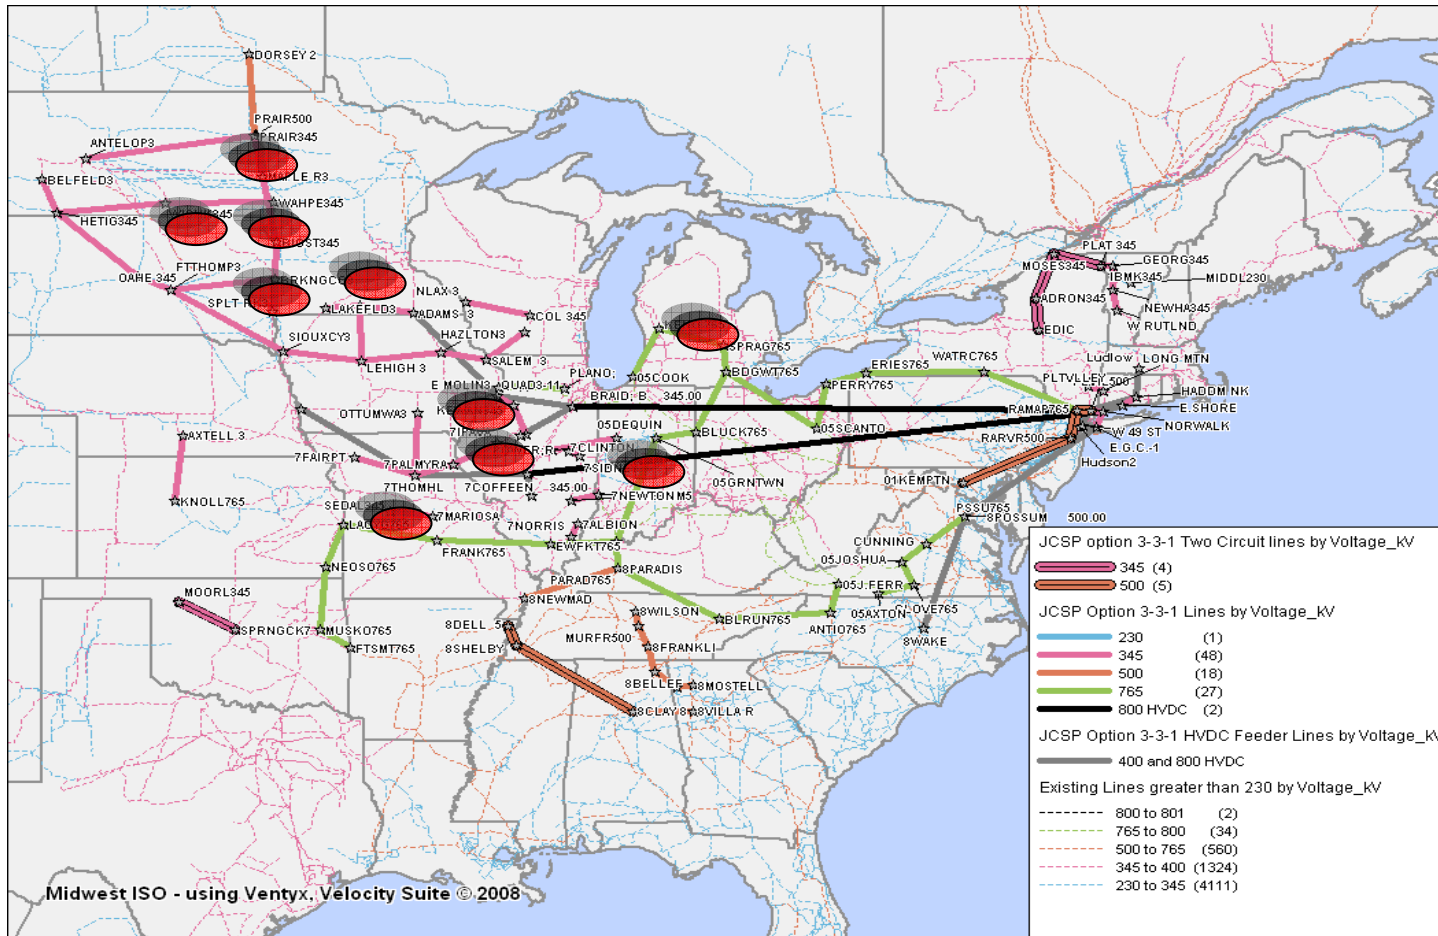 DORSEY 2
PRAIR500
PRAIR345
ANTELOP3
BELFELD3
WAHPE345
HETIG345
OAHE 345
FTTHOMP3
NLAX-3
LAKEFLD3
ADAMS- 3
COL 345
HAZLTON3
SIOUXCY3
LEHIGH 3
SALEM 3
E MOLIN3
QUAD3-11
PLANO;
BRAID; B
345.00
OTTUMWA3
AXTELL 3
KNOLL765
7FAIRPT
7PALMYRA
7THOMHL
7COFFEEN
345.00
7CLINTON
05DEQUIN
05COOK
SPRAG765
BDGWT765
BLUCK765
05GRNTWN
05SCANTO
PERRY765
ERIES765
WATRC765
7NEWTON
M5
7NORRIS
7ALBION
7MARIOSA
FRANK765
EWFKT765
NEOSO765
MOORL345
SPRNGCK7
MUSKO765
FTSMT765
8PARADIS
PARAD765
8NEWMAD
8DELL 5
8SHELBY
8WILSON
MURFR500
8FRANKLI
8BELLEF
8MOSTELL
8CLAY8
8VILLA R
BLRUN765
ANTIO765
05J.FERR
05AXTON
CLOVE765
8WAKE
05JOSHUA
CUNNING
PSSU765
8POSSUM
500.00
01KEMPTN
RARVR500
RAMAP765
Hudson2
E.G.C.-1
W 49 ST
NORWALK
E.SHORE
HADDM NK
LONG MTN
Ludlow
PLTVLLEY
PLAT 345
MOSES345
GEORG345
IBMK345
MIDDL230
NEWHA345
W RUTLND
ADRON345
EDIC
JCSP option 3-3-1 Two Circuit lines by Voltage_kV
345 (4)
500 (5)
JCSP Option 3-3-1 Lines by Voltage_kV
230 (1)
345 (48)
500 (18)
765 (27)
800 HVDC (2)
JCSP Option 3-3-1 HVDC Feeder Lines by Voltage_kV
400 and 800 HVDC
Existing Lines greater than 230 by Voltage_kV
800 to 801 (2)
765 to 800 (34)
500 to 765 (560)
345 to 400 (1324)
230 to 345 (4111)
Midwest ISO - using Ventyx, Velocity Suite © 2008